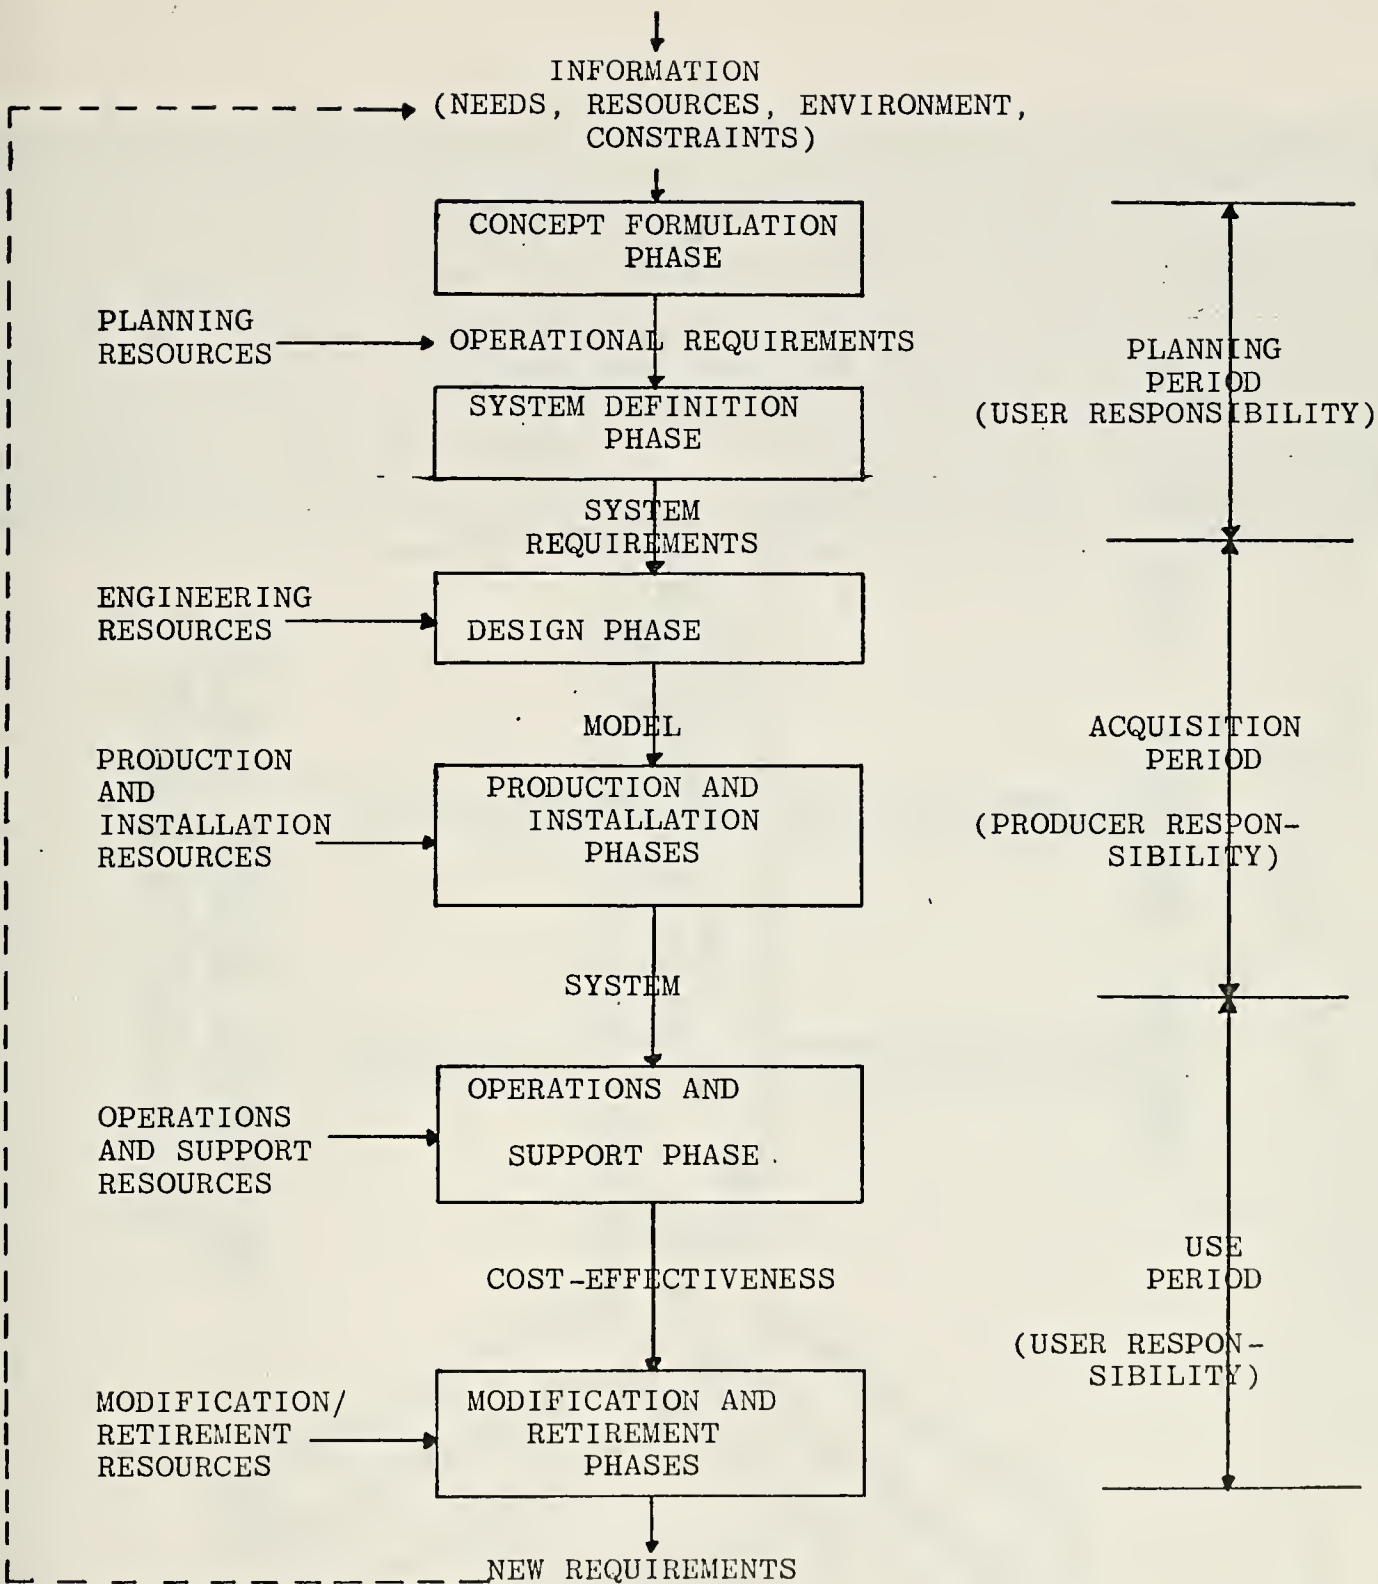 INFORMATION
(NEEDS, RESOURCES, ENVIRONMENT,
CONSTRAINTS)
CONCEPT FORMULATION
PHASE
PLANNING
RESOURCES
OPERATIONAL REQUIREMENTS
PLANNING
PERIOD
(USER RESPONSIBILITY)
SYSTEM DEFINITION
PHASE
SYSTEM
REQUIREMENTS
ENGINEERING
RESOURCES
DESIGN PHASE
MODEL
ACQUISITION
PERIOD
(PRODUCER RESPON-
SIBILITY)
PRODUCTION
AND
INSTALLATION
RESOURCES
PRODUCTION AND
INSTALLATION
PHASES
SYSTEM
OPERATIONS
AND SUPPORT
RESOURCES
OPERATIONS AND
SUPPORT PHASE
COST-EFFECTIVENESS
USE
PERIOD
(USER RESPON-
SIBILITY)
MODIFICATION/
RETIREMENT
RESOURCES
MODIFICATION AND
RETIREMENT
PHASES
NEW REQUIREMENTS